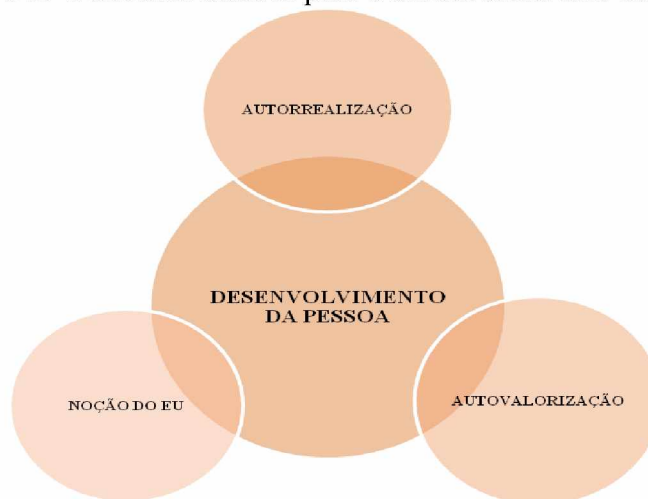 AUTORREALIZAÇÃO
DESENVOLVIMENTO
DA PESSOA
NOÇÃO DO EU
AUTOVALORIZAÇÃO